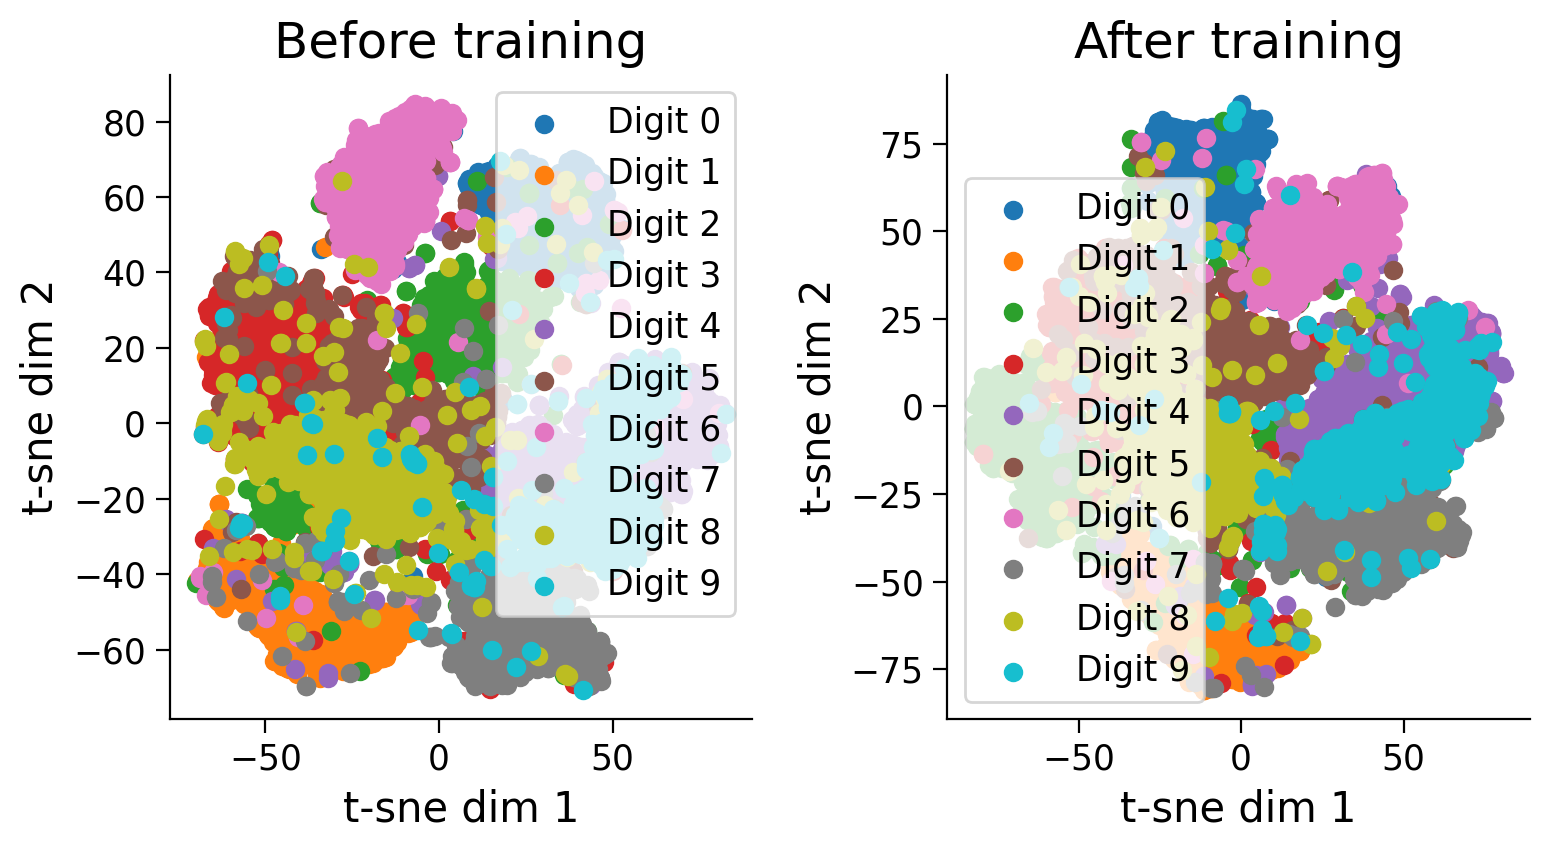 Before training
80
60
40
20
0
−20
−40
−60
−50
0
50
t-sne dim 1
t-sne dim 2
Digit 0
Digit 1
Digit 2
Digit 3
Digit 4
Digit 5
Digit 6
Digit 7
Digit 8
Digit 9
After training
75
50
25
0
−25
−50
−75
−50
0
50
t-sne dim 1
t-sne dim 2
Digit 0
Digit 1
Digit 2
Digit 3
Digit 4
Digit 5
Digit 6
Digit 7
Digit 8
Digit 9